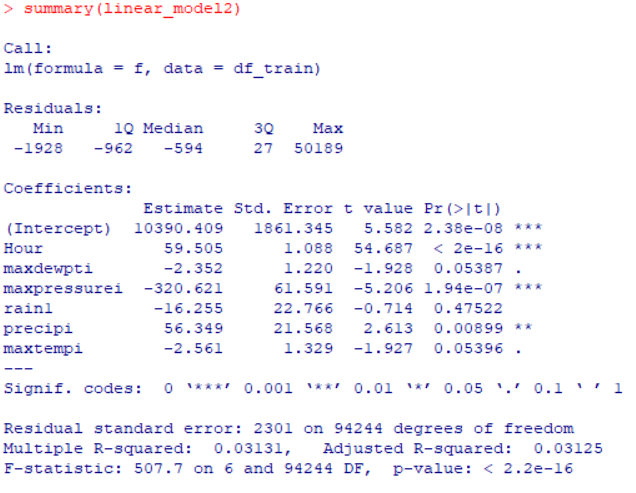 > summary(linear_model2)
Call:
lm(formula = f, data = df_train)
Residuals:
   Min     1Q Median     3Q    Max
 -1928   -962   -594     27  50189
Coefficients:
              Estimate Std. Error t value Pr(>|t|)
(Intercept)  10390.409   1861.345   5.582 2.38e-08 ***
Hour            59.505      1.088  54.687  < 2e-16 ***
maxdewpti       -2.352      1.220  -1.928  0.05387 .
maxpressurei  -320.621     61.591  -5.206 1.94e-07 ***
rain1          -16.255     22.766  -0.714  0.47522
precipi         56.349     21.568   2.613  0.00899 **
maxtempi        -2.561      1.329  -1.927  0.05396 .
---
Signif. codes:  0 ‘***’ 0.001 ‘**’ 0.01 ‘*’ 0.05 ‘.’ 0.1 ‘ ’ 1
Residual standard error: 2301 on 94244 degrees of freedom
Multiple R-squared:  0.03131,   Adjusted R-squared:  0.03125
F-statistic: 507.7 on 6 and 94244 DF,  p-value: < 2.2e-16